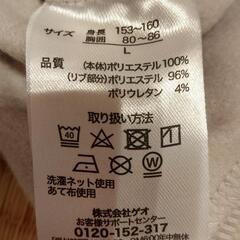 サイズ 身長 153~160
胸囲 80~86
L
品質 (本体)ポリエステル100%
(リブ部分)ポリエステル 96%
ポリウレタン 4%
取り扱い方法
40
洗濯ネット使用
あて布使用
株式会社ゲオ
お客様サポートセンター
0120-152-317
年中無休